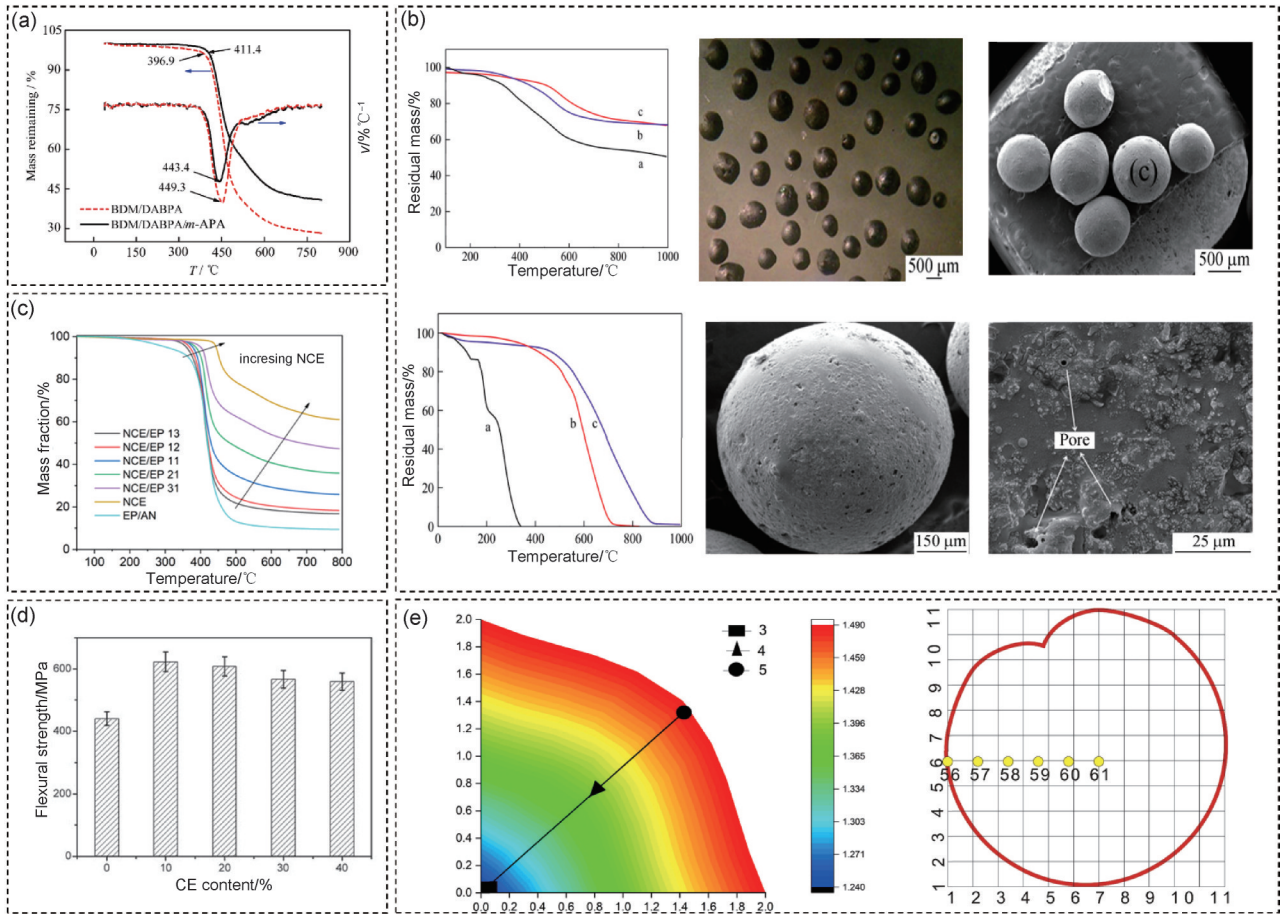 (a)
105
90
75
60
45
30
Mass reimaining / %
411.4
396.9
443.4
449.3
BDM/DABPA
BDM/DABPA/m-APA
v/%℃⁻¹
0 150 300 450 600 750 900
T / ℃
(b)
100
80
60
40
20
0
Residual mass/%
c
b
a
200 400 600 800 1000
Temperature/℃
500 μm
(c)
500 μm
100
80
60
40
20
0
Residual mass/%
a
b
c
0 200 400 600 800 1000
Temperature/℃
150 μm
Pore
25 μm
(c)
100
90
80
70
60
50
40
30
20
10
0
Mass fraction/%
incresing NCE
NCE/EP 13
NCE/EP 12
NCE/EP 11
NCE/EP 21
NCE/EP 31
NCE
EP/AN
100 200 300 400 500 600 700 800
Temperature/℃
(d)
600
400
200
0
Flexural strength/MPa
0 10 20 30 40
CE content/%
(e)
2.0
1.8
1.6
1.4
1.2
1.0
0.8
0.6
0.4
0.2
0.0
0.0 0.2 0.4 0.6 0.8 1.0 1.2 1.4 1.6 1.8 2.0
3
4
5
1.490
1.459
1.428
1.396
1.365
1.334
1.303
1.271
1.240
11
10
9
8
7
6
5
4
3
2
1
56 57 58 59 60 61
1 2 3 4 5 6 7 8 9 10 11